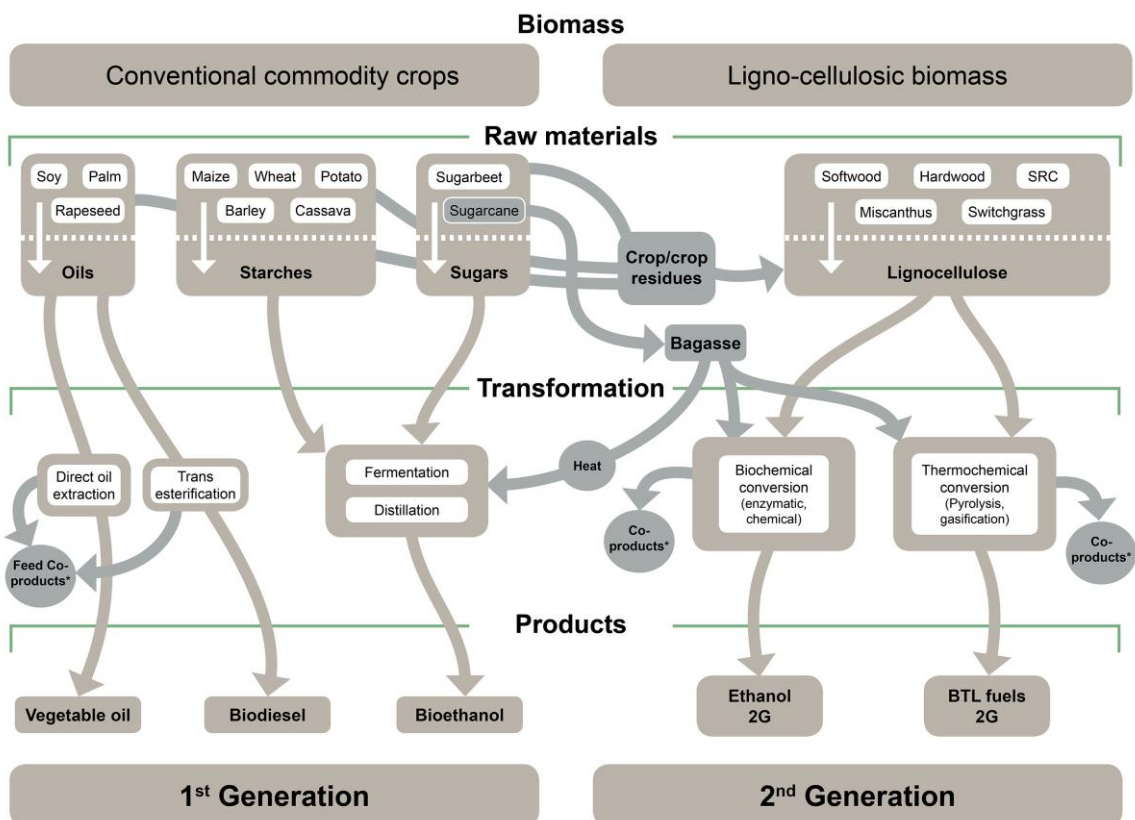 Biomass
Conventional commodity crops
Ligno-cellulosic biomass
Raw materials
Soy
Palm
Rapeseed
Oils
Maize
Wheat
Potato
Barley
Cassava
Starches
Sugarbeet
Sugarcane
Sugars
Crop/crop
residues
Softwood
Hardwood
SRC
Miscanthus
Switchgrass
Lignocellulose
Bagasse
Transformation
Direct oil
extraction
Trans
esterification
Feed Co-
products*
Fermentation
Distillation
Heat
Biochemical
conversion
(enzymatic,
chemical)
Co-
products*
Thermochemical
conversion
(Pyrolysis,
gasification)
Co-
products*
Products
Vegetable oil
Biodiesel
Bioethanol
Ethanol
2G
BTL fuels
2G
1st Generation
2nd Generation